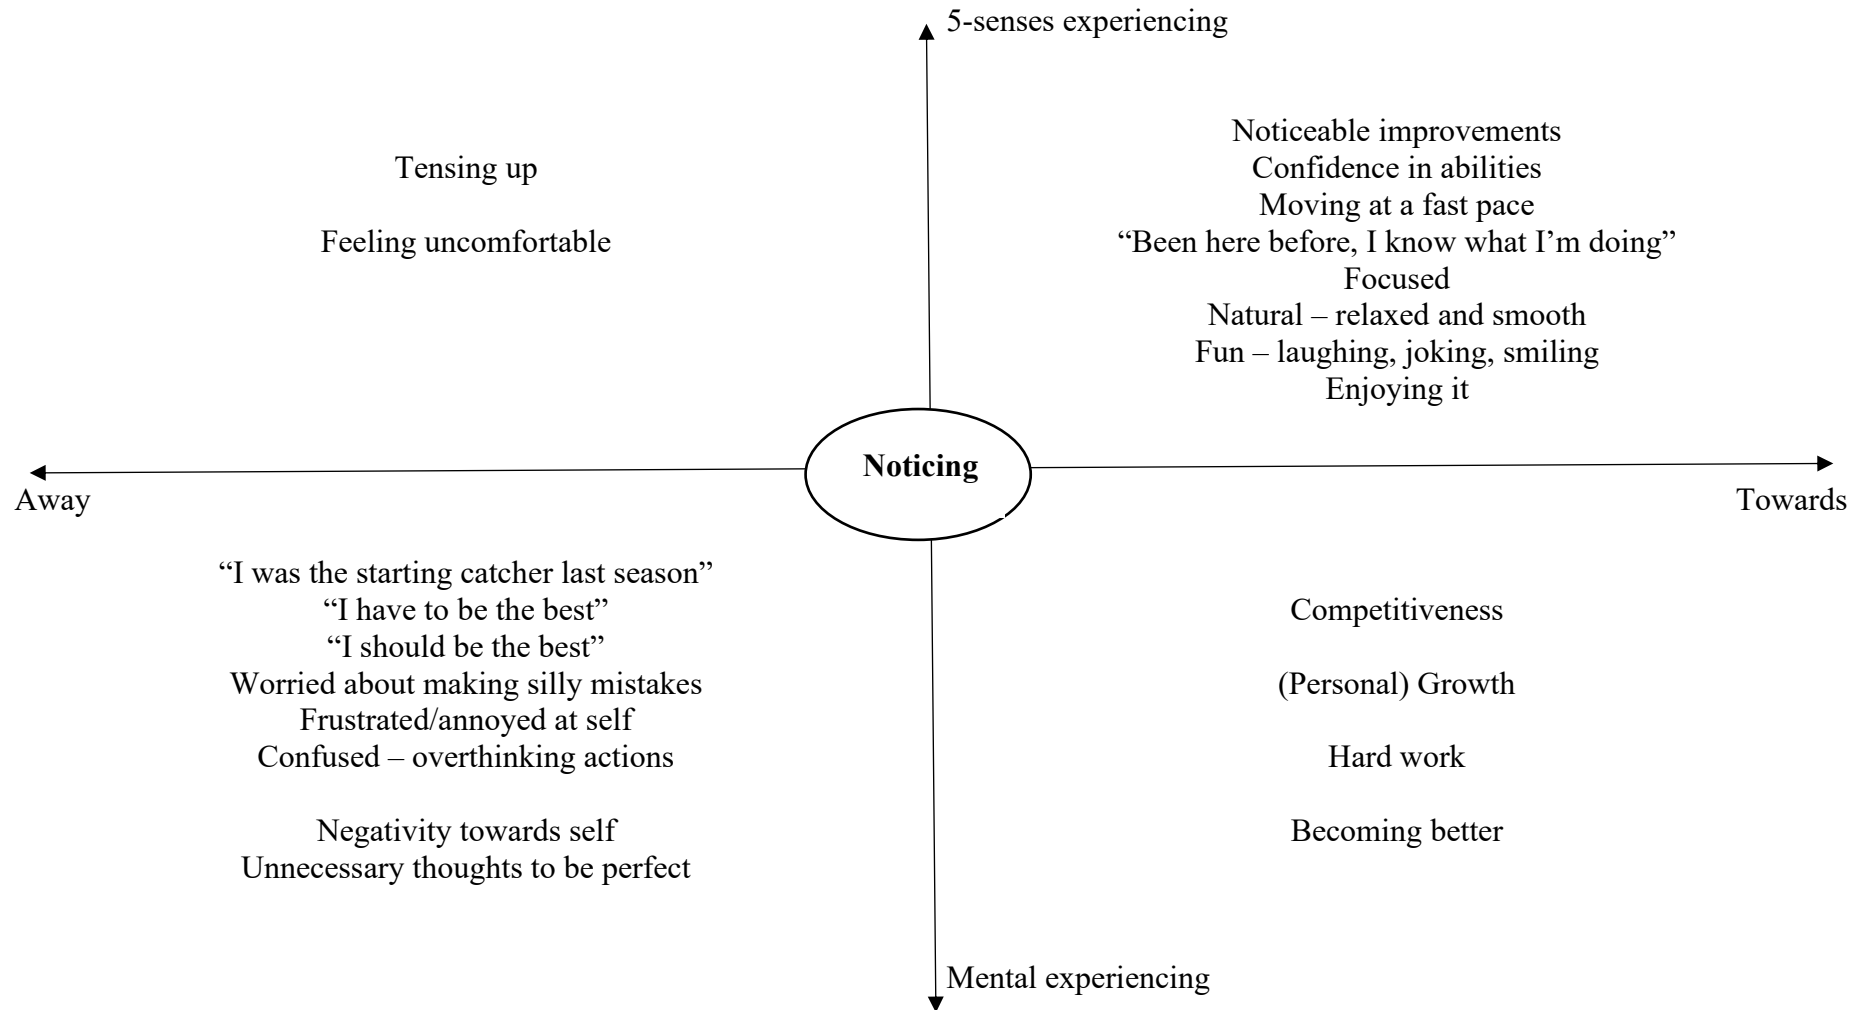 5-senses experiencing
Tensing up
Feeling uncomfortable
Noticeable improvements
Confidence in abilities
Moving at a fast pace
“Been here before, I know what I’m doing”
Focused
Natural – relaxed and smooth
Fun – laughing, joking, smiling
Enjoying it
Noticing
Away
Towards
“I was the starting catcher last season”
“I have to be the best”
“I should be the best”
Worried about making silly mistakes
Frustrated/annoyed at self
Confused – overthinking actions
Negativity towards self
Unnecessary thoughts to be perfect
Competitiveness
(Personal) Growth
Hard work
Becoming better
Mental experiencing